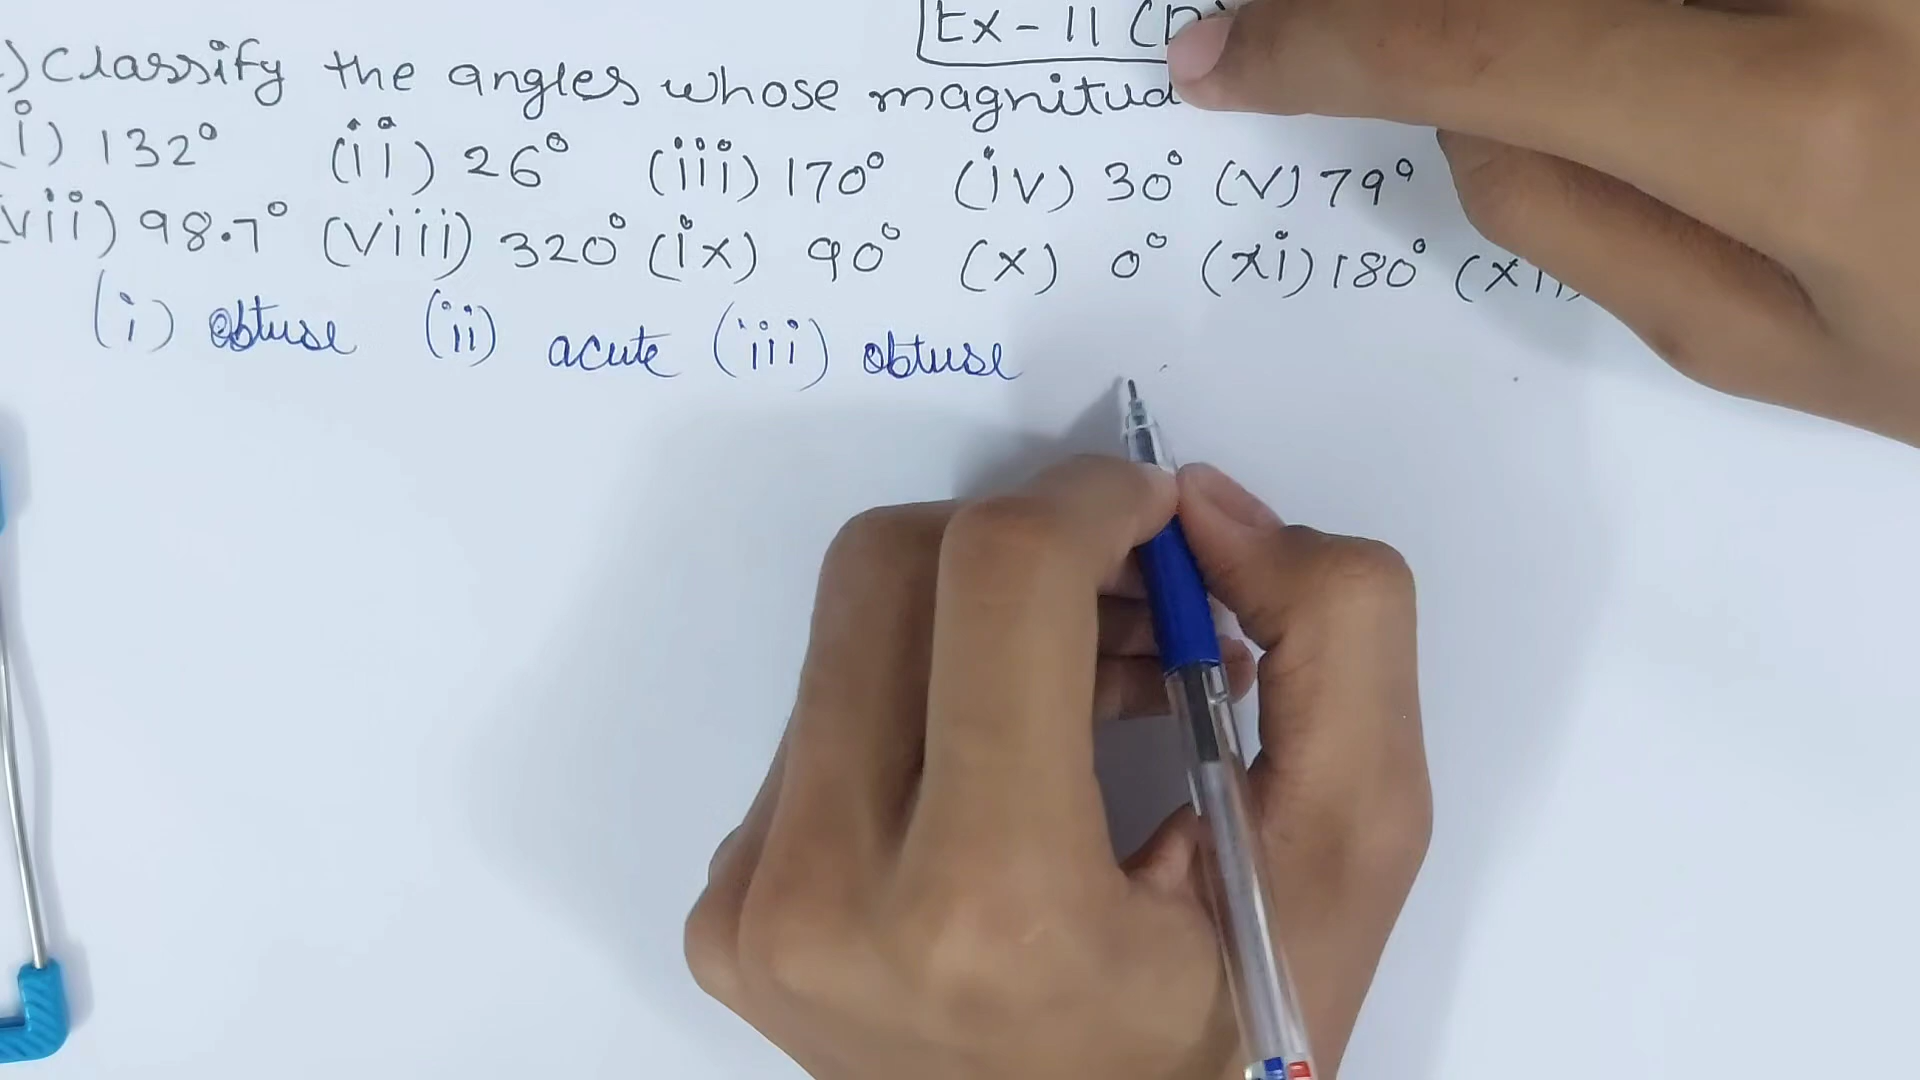 Ex - 11
Classify the angles whose
i) 132° (ii) 26° (iii) 170° (iv) 30° (v) 79°
vii) 98.7° (viii) 320° (ix) 90° (x) 0° (xi) 180°
(i) obtuse (ii) acute (iii) obtuse